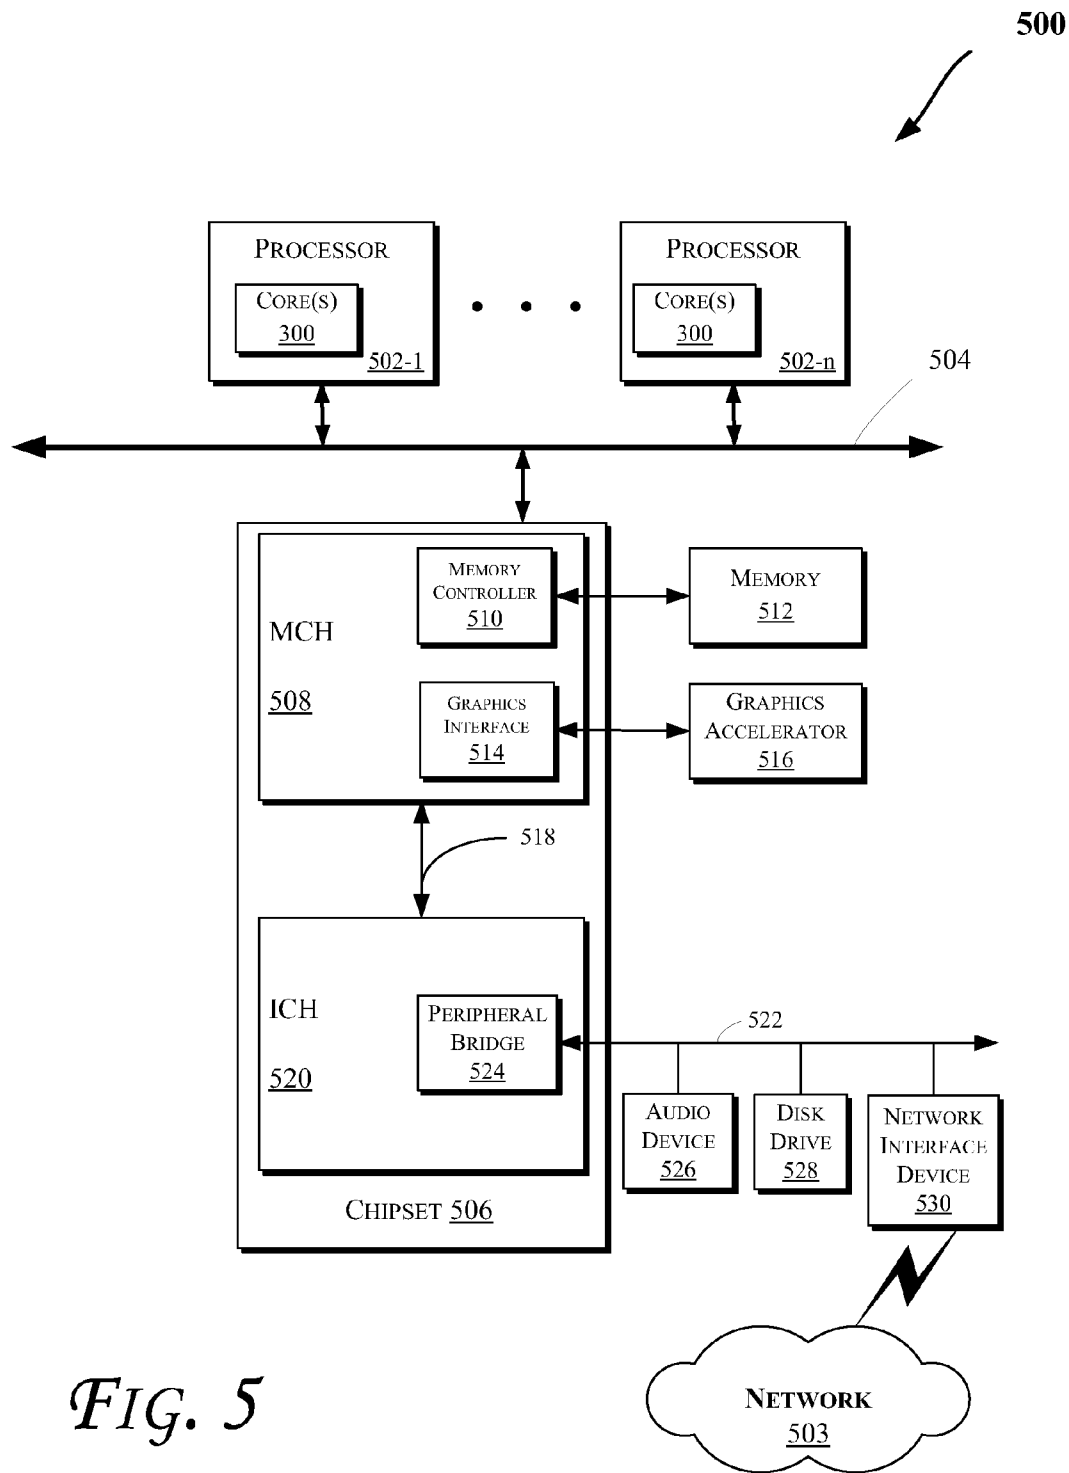 500
PROCESSOR
CORE(S)
300
502-1
PROCESSOR
CORE(S)
300
502-n
504
MEMORY
CONTROLLER
510
MEMORY
512
MCH
508
GRAPHICS
INTERFACE
514
GRAPHICS
ACCELERATOR
516
518
ICH
520
PERIPHERAL
BRIDGE
524
522
AUDIO
DEVICE
526
DISK
DRIVE
528
NETWORK
INTERFACE
DEVICE
530
CHIPSET 506
NETWORK
503
FIG. 5